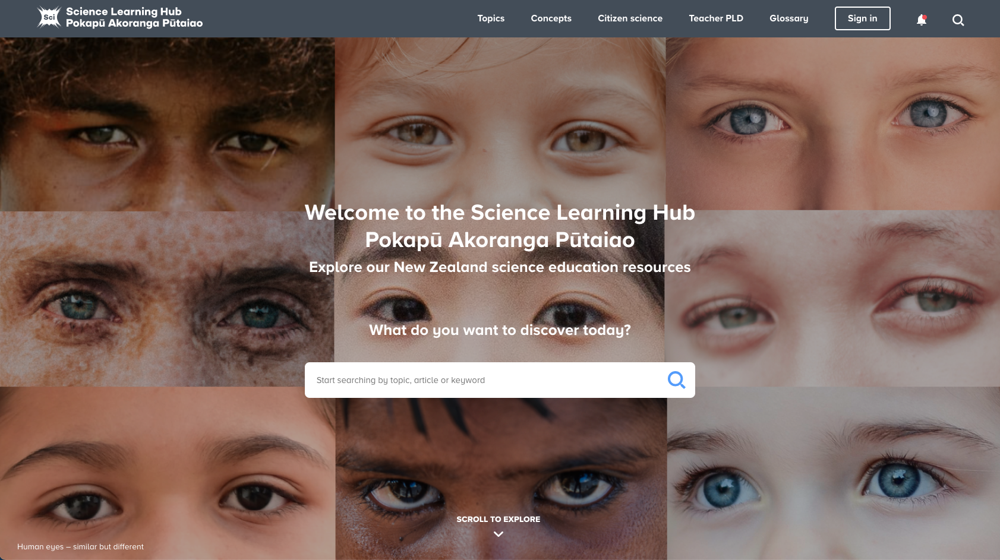 Sci
Science Learning Hub
Pokapū Akoranga Pūtaiao
Topics
Concepts
Citizen science
Teacher PLD
Glossary
Sign in
Welcome to the Science Learning Hub
Pokapū Akoranga Pūtaiao
Explore our New Zealand science education resources
What do you want to discover today?
Start searching by topic, article or keyword
SCROLL TO EXPLORE
Human eyes – similar but different